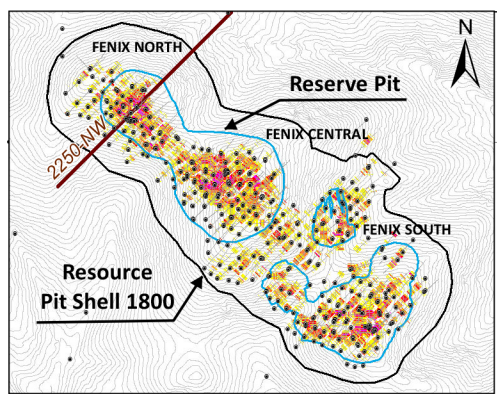 FENIX NORTH
N
Reserve Pit
FENIX CENTRAL
2250-NW
FENIX SOUTH
Resource
Pit Shell 1800